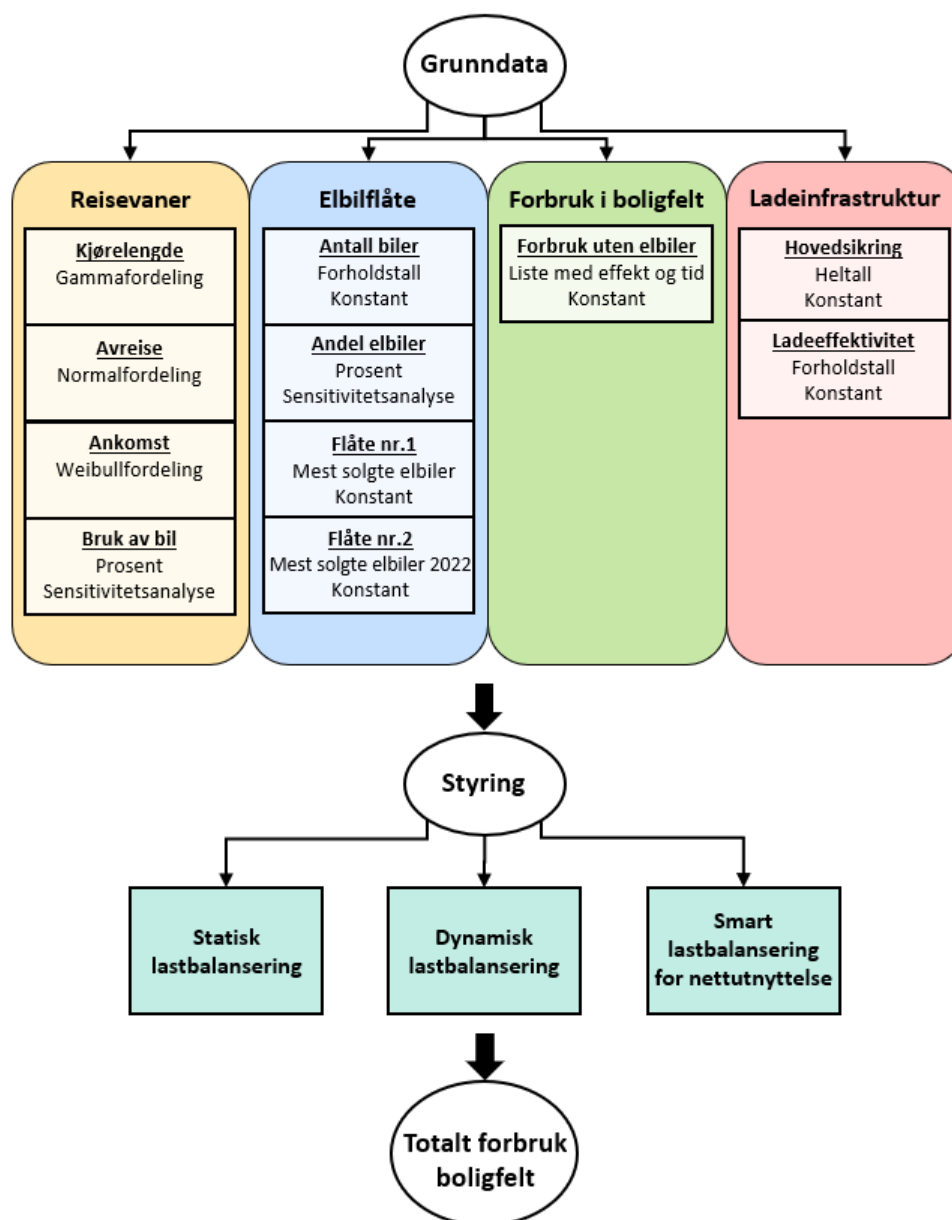 Grunndata
Reisevaner
Kjørelengde
Gammafordeling
Avreise
Normalfordeling
Ankomst
Weibullfordeling
Bruk av bil
Prosent
Sensitivitetsanalyse
Elbilflåte
Antall biler
Forholdstall
Konstant
Andel elbiler
Prosent
Sensitivitetsanalyse
Flåte nr.1
Mest solgte elbiler
Konstant
Flåte nr.2
Mest solgte elbiler 2022
Konstant
Forbruk i boligfelt
Forbruk uten elbiler
Liste med effekt og tid
Konstant
Ladeinfrastruktur
Hovedsikring
Heltall
Konstant
Ladeeffektivitet
Forholdstall
Konstant
Styring
Statisk
lastbalansering
Dynamisk
lastbalansering
Smart
lastbalansering
for nettutnyttelse
Totalt forbruk
boligfelt